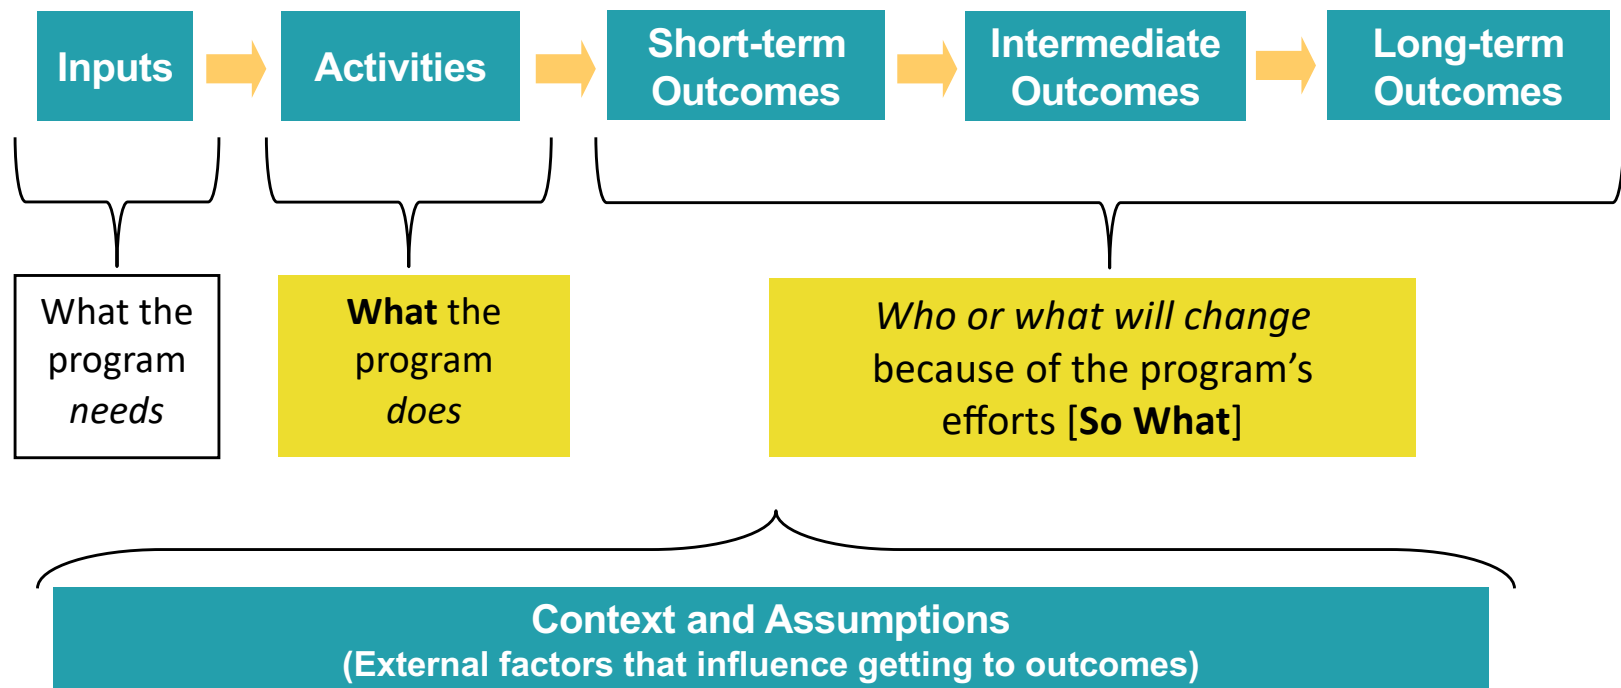 Inputs
Activities
Short-term
Outcomes
Intermediate
Outcomes
Long-term
Outcomes
What the
program
needs
What the
program
does
Who or what will change
because of the program’s
efforts [So What]
Context and Assumptions
(External factors that influence getting to outcomes)